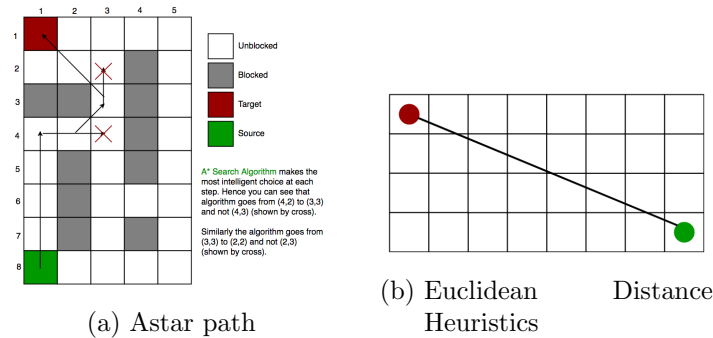 1 2 3 4 5
1
2
3
4
5
6
7
8
Unblocked
Blocked
Target
Source
A* Search Algorithm makes the
most intelligent choice at each
step. Hence you can see that
algorithm goes from (4,2) to (3,3)
and not (4,3) (shown by cross).
Similarly the algorithm goes from
(3,3) to (2,2) and not (2,3)
(shown by cross).
(a) Astar path
(b) Euclidean Distance
Heuristics